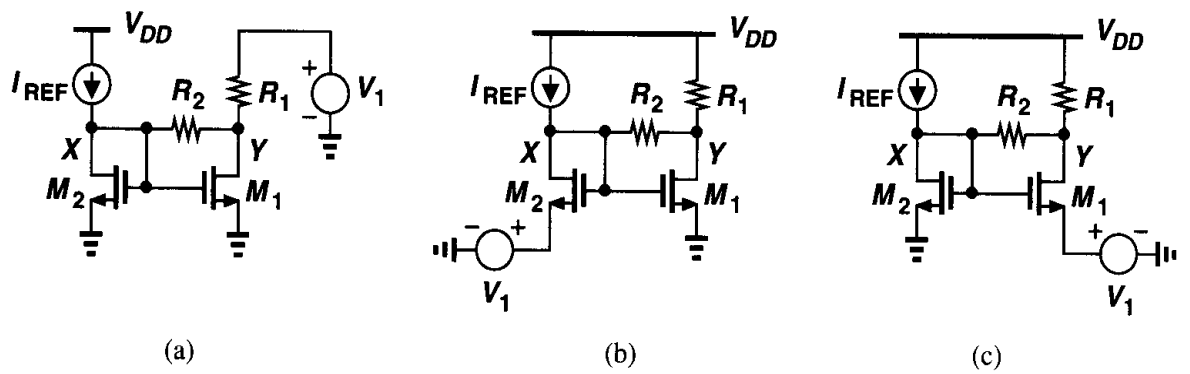 V_DD
I_REF
R_2
R_1
+
−
V_1
X
Y
M_2
M_1
(a)
V_DD
I_REF
R_2
R_1
X
Y
M_2
M_1
−
+
V_1
(b)
V_DD
I_REF
R_2
R_1
X
Y
M_2
M_1
+
−
V_1
(c)